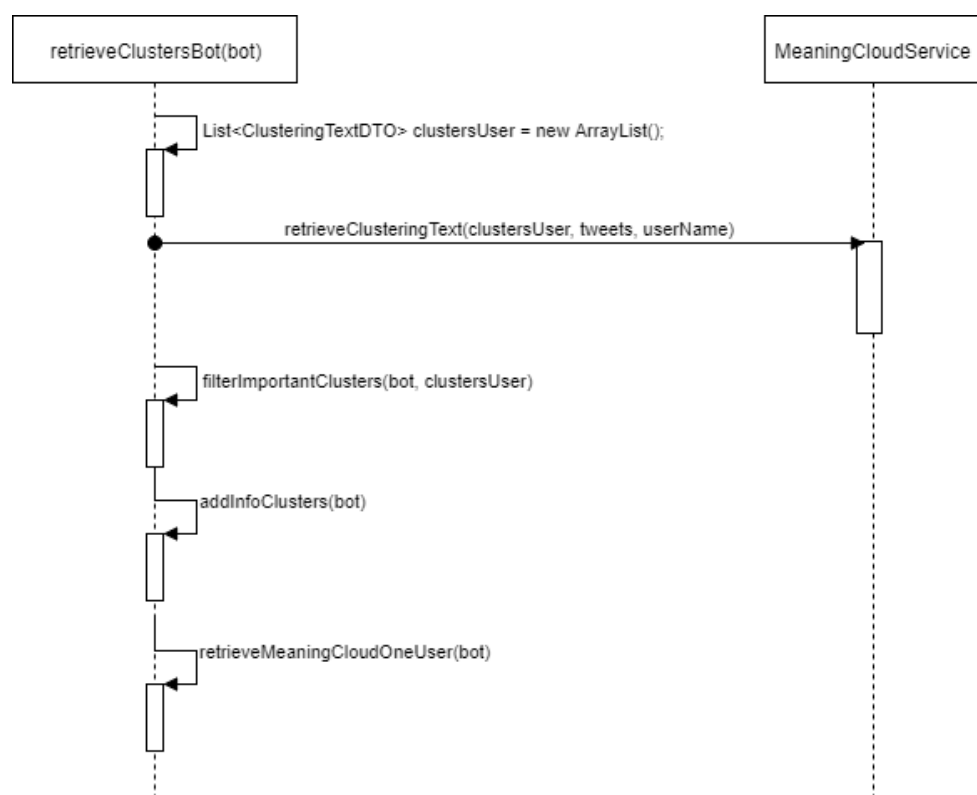 retrieveClustersBot(bot)
MeaningCloudService
List<ClusteringTextDTO> clustersUser = new ArrayList();
retrieveClusteringText(clustersUser, tweets, userName)
filterImportantClusters(bot, clustersUser)
addInfoClusters(bot)
retrieveMeaningCloudOneUser(bot)